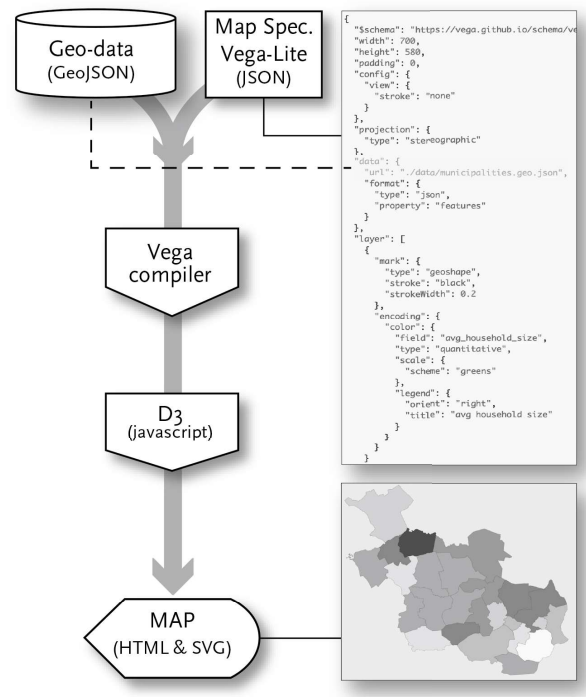 Geo-data
(GeoJSON)
Map Spec.
Vega-Lite
(JSON)
Vega
compiler
D3
(javascript)
MAP
(HTML & SVG)
{
"$schema": "https://vega.github.io/schema/ve
"width": 700,
"height": 580,
"padding": 0,
"config": {
"view": {
"stroke": "none"
}
},
"projection": {
"type": "stereographic"
},
"data": {
"url": "./data/municipalities.geo.json",
"format": {
"type": "json",
"property": "features"
}
},
"layer": [
{
"mark": {
"type": "geoshape",
"stroke": "black",
"strokeWidth": 0.2
},
"encoding": {
"color": {
"field": "avg_household_size",
"type": "quantitative",
"scale": {
"scheme": "greens"
},
"legend": {
"orient": "right",
"title": "avg household size"
}
}
}
}